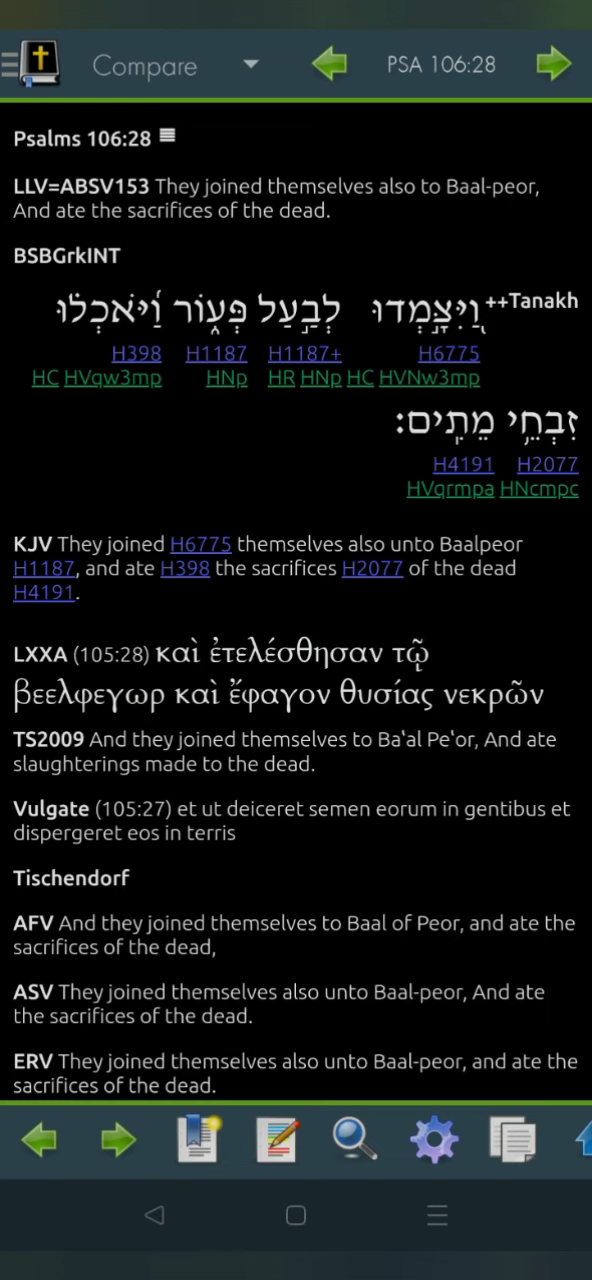 Compare
PSA 106:28
Psalms 106:28
LLV=ABSV153 They joined themselves also to Baal-peor,
And ate the sacrifices of the dead.
BSBGrkINT
++Tanakh וַ֭יִּצָּמְדוּ לְבַ֣עַל פְּע֑וֹר וַ֝יֹּאכְל֗וּ
H398 H1187 H1187+ H6775
HC HVqw3mp HNp HR HNp HC HVNw3mp
זִבְחֵ֥י מֵתִֽים׃
H4191 H2077
HVqrmpa HNcmpc
KJV They joined H6775 themselves also unto Baalpeor
H1187, and ate H398 the sacrifices H2077 of the dead
H4191.
LXXA (105:28) καὶ ἐτελέσθησαν τῷ
βεελφεγωρ καὶ ἔφαγον θυσίας νεκρῶν
TS2009 And they joined themselves to Baʽal Peʽor, And ate
slaughterings made to the dead.
Vulgate (105:27) et ut deiceret semen eorum in gentibus et
dispergeret eos in terris
Tischendorf
AFV And they joined themselves to Baal of Peor, and ate the
sacrifices of the dead,
ASV They joined themselves also unto Baal-peor, And ate
the sacrifices of the dead.
ERV They joined themselves also unto Baal-peor, and ate the
sacrifices of the dead.